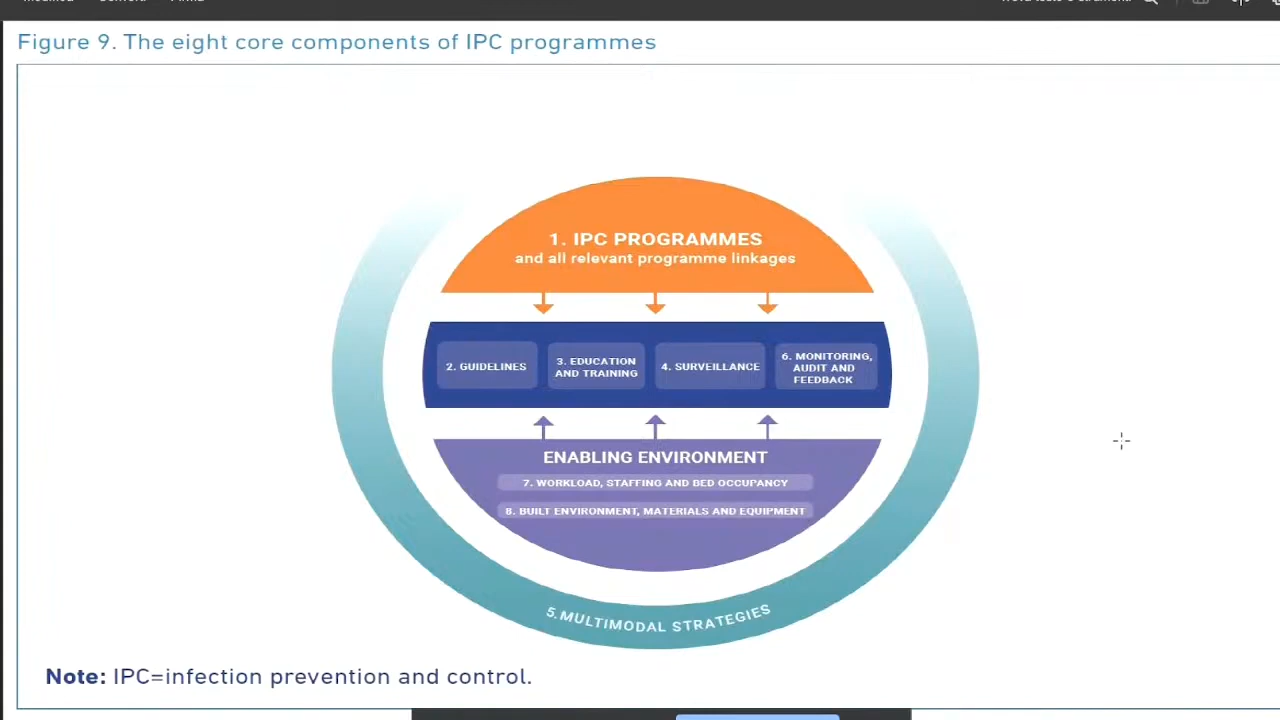 Figure 9. The eight core components of IPC programmes
1. IPC PROGRAMMES
and all relevant programme linkages
2. GUIDELINES
3. EDUCATION
AND TRAINING
4. SURVEILLANCE
6. MONITORING,
AUDIT AND
FEEDBACK
ENABLING ENVIRONMENT
7. WORKLOAD, STAFFING AND BED OCCUPANCY
8. BUILT ENVIRONMENT, MATERIALS AND EQUIPMENT
5.MULTIMODAL STRATEGIES
Note: IPC=infection prevention and control.